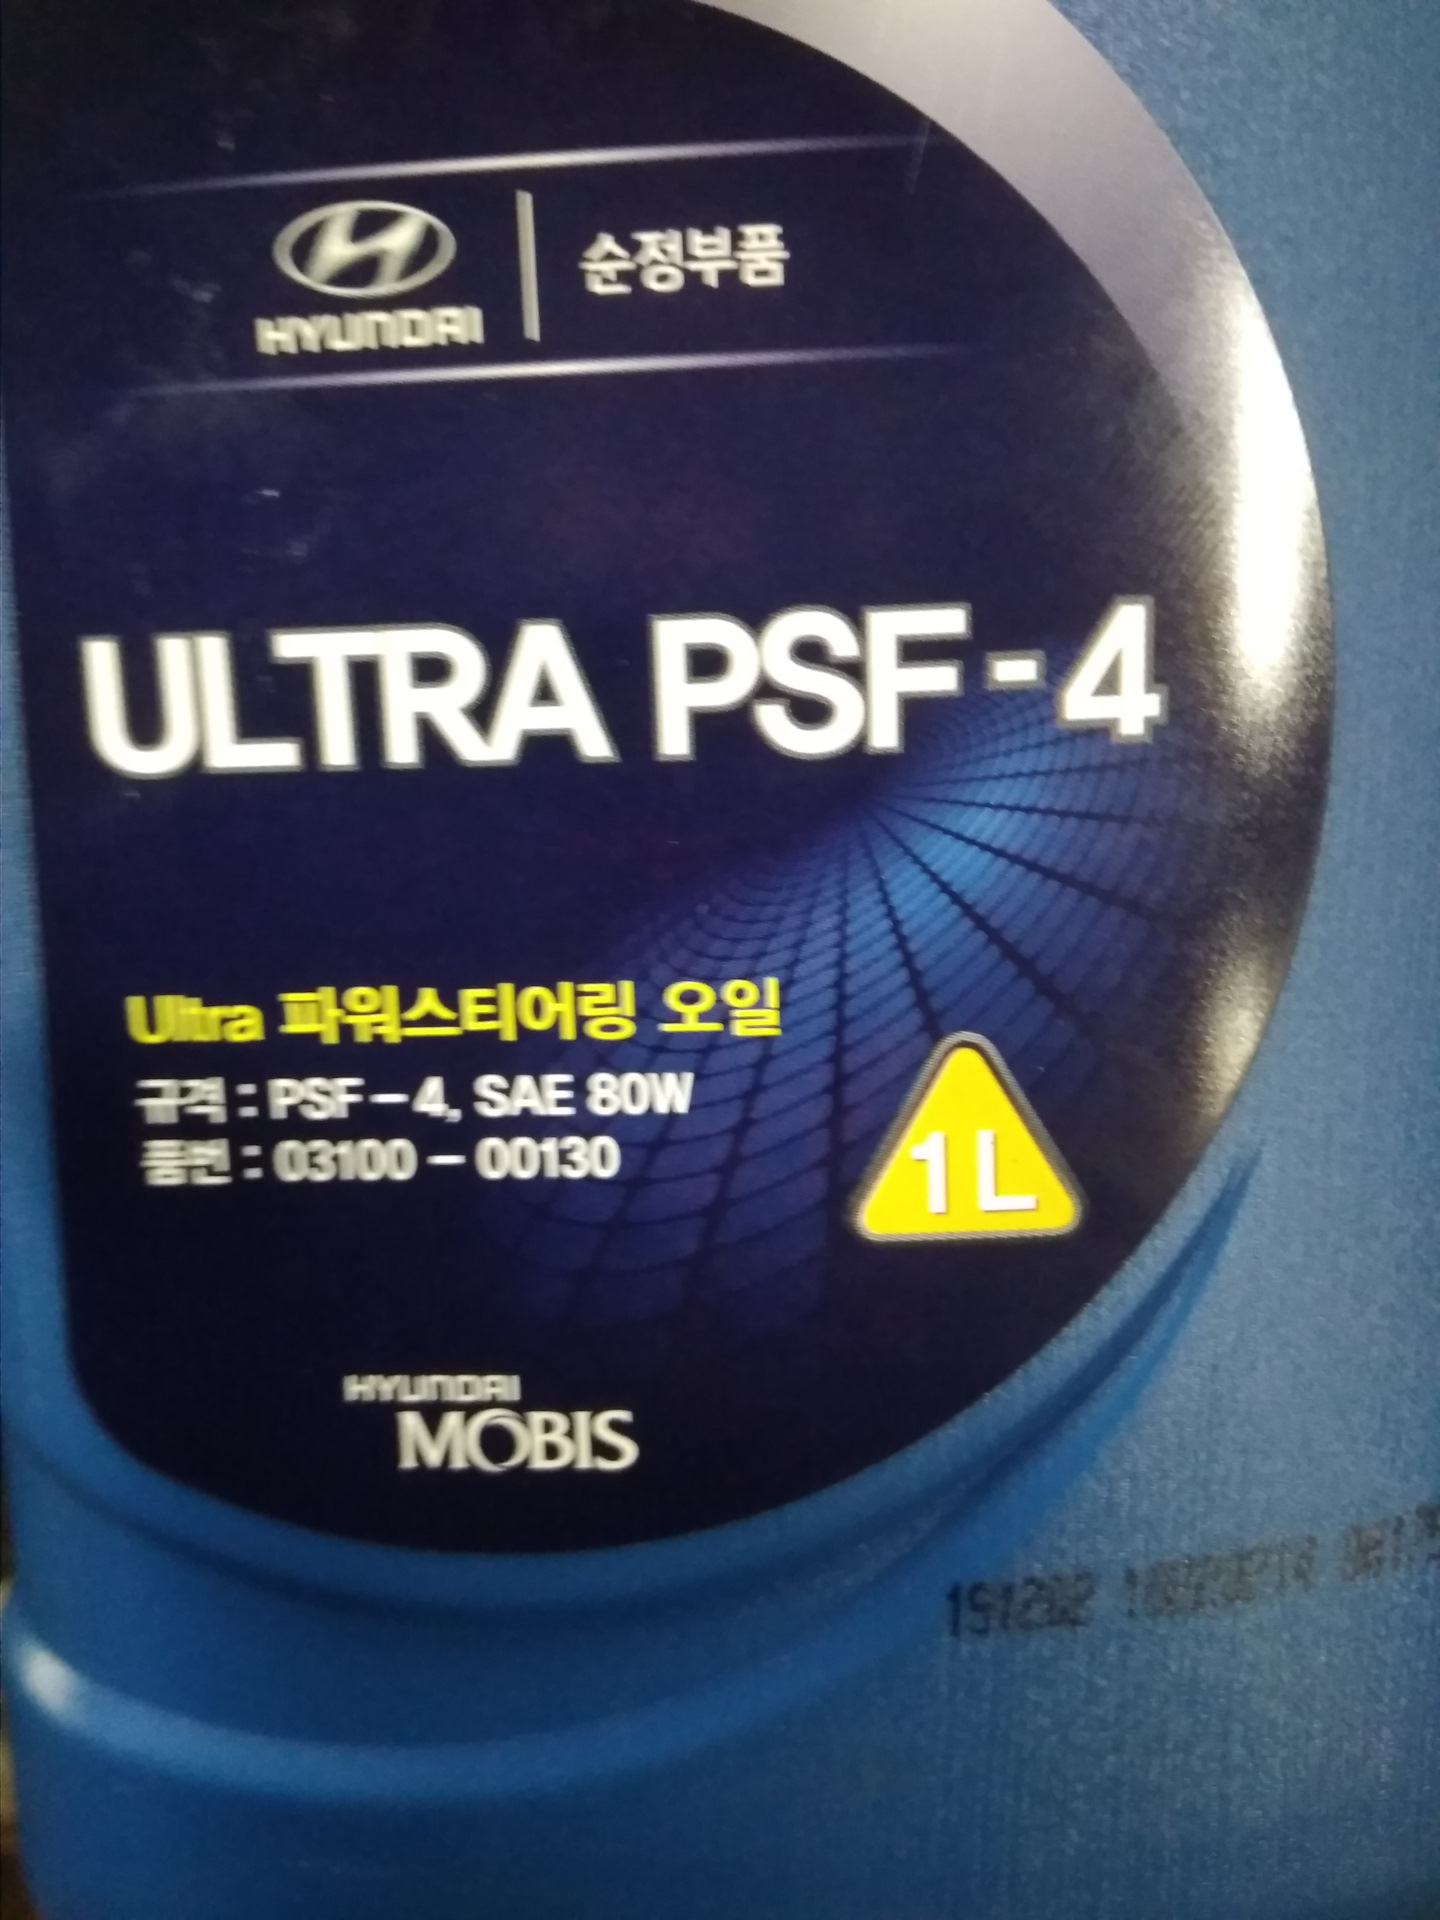 HYUNDAI
순정부품
ULTRA PSF-4
Ultra 파워스티어링 오일
규격 : PSF-4, SAE 80W
품번 : 03100-00130
1L
HYUNDAI
MOBIS